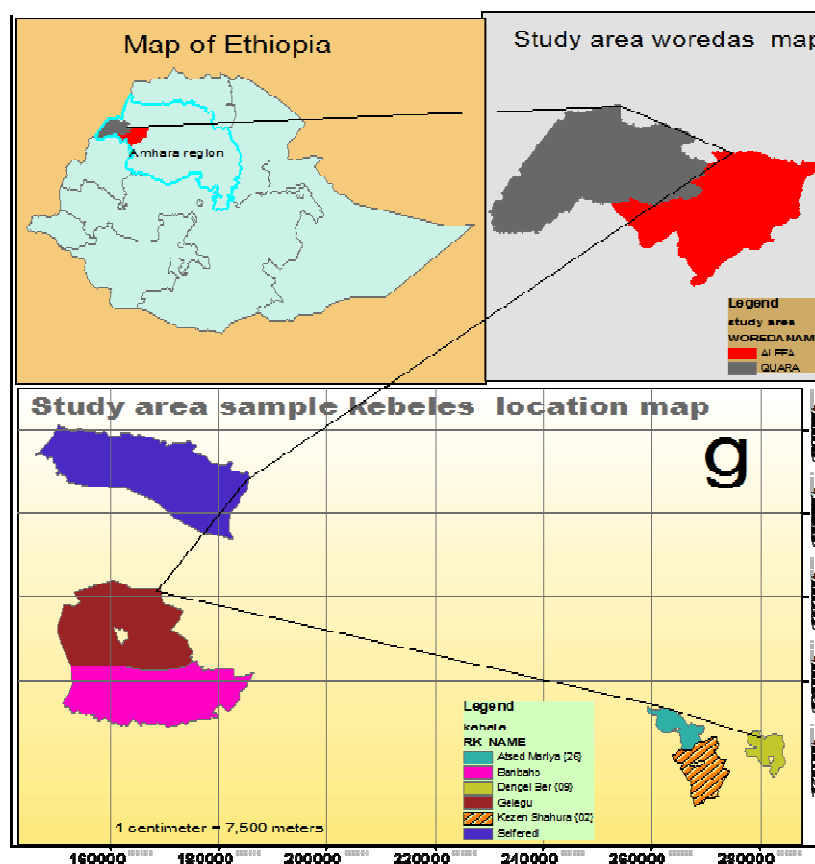 Map of Ethiopia
Amhara region
Study area woredas map
Legend
study area
WOREDA NAME
ALEFA
QUARA
Study area sample kebeles location map
g
Legend
kebele
RK_NAME
Atsed Mariya {26}
Banbaho
Dengel Ber {09}
Gelegu
Kezen Shahura {02}
Selferedi
1 centimeter = 7,500 meters
160000 180000 200000 220000 240000 260000 280000